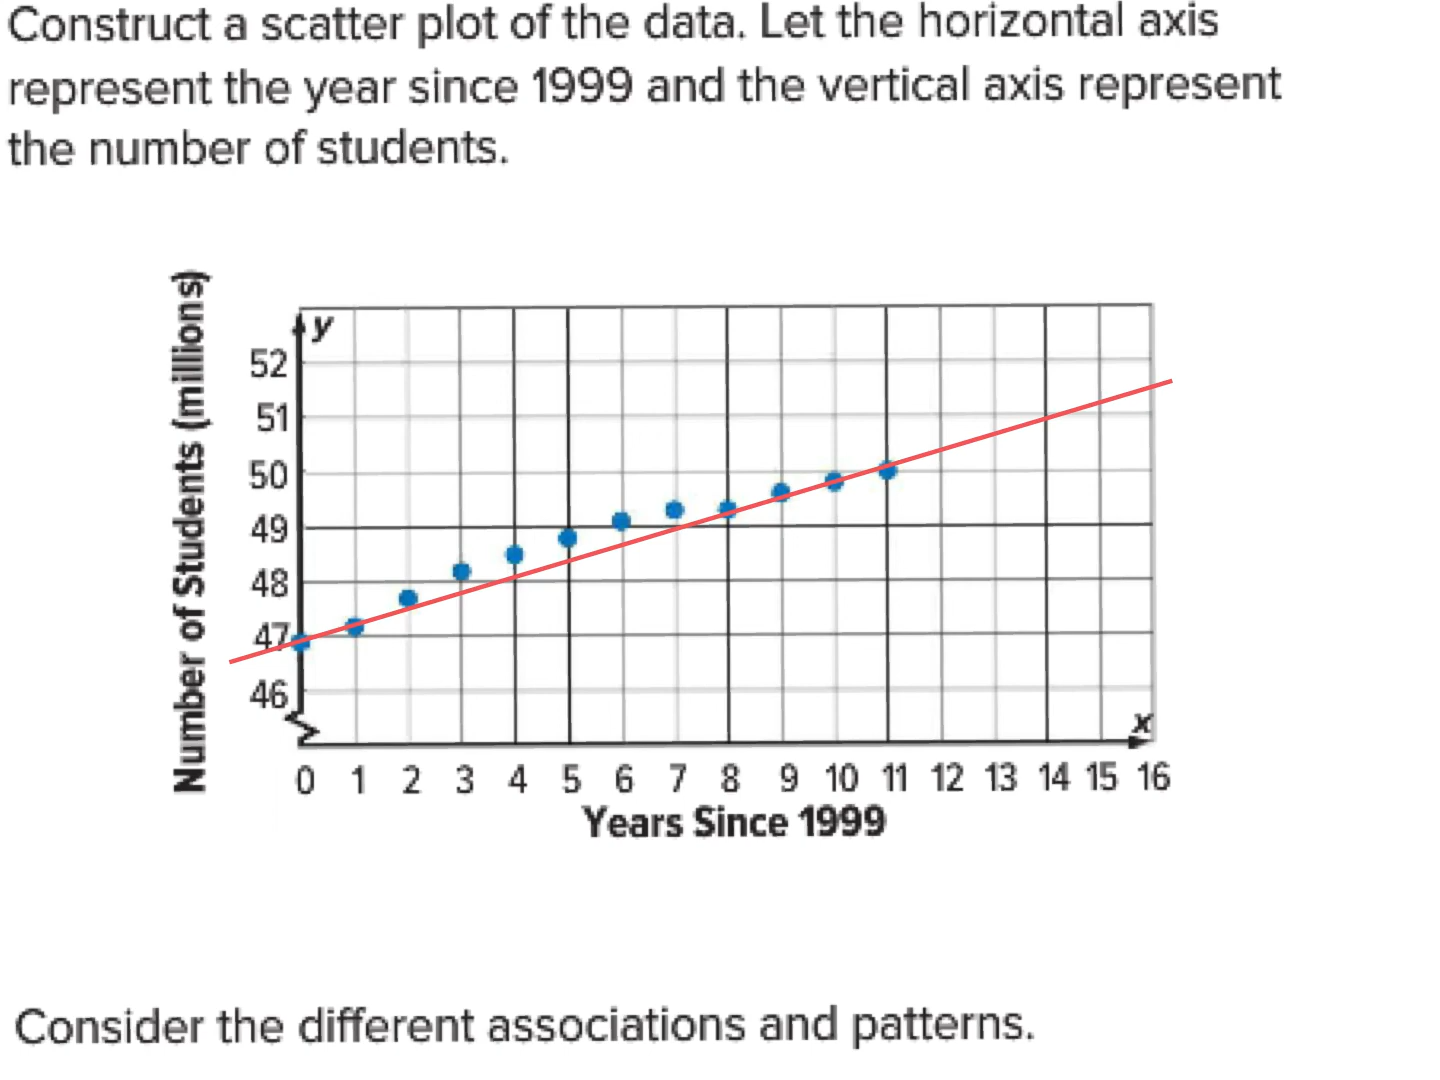 Construct a scatter plot of the data. Let the horizontal axis
represent the year since 1999 and the vertical axis represent
the number of students.
Number of Students (millions)
y
52
51
50
49
48
47
46
x
0 1 2 3 4 5 6 7 8 9 10 11 12 13 14 15 16
Years Since 1999
Consider the different associations and patterns.